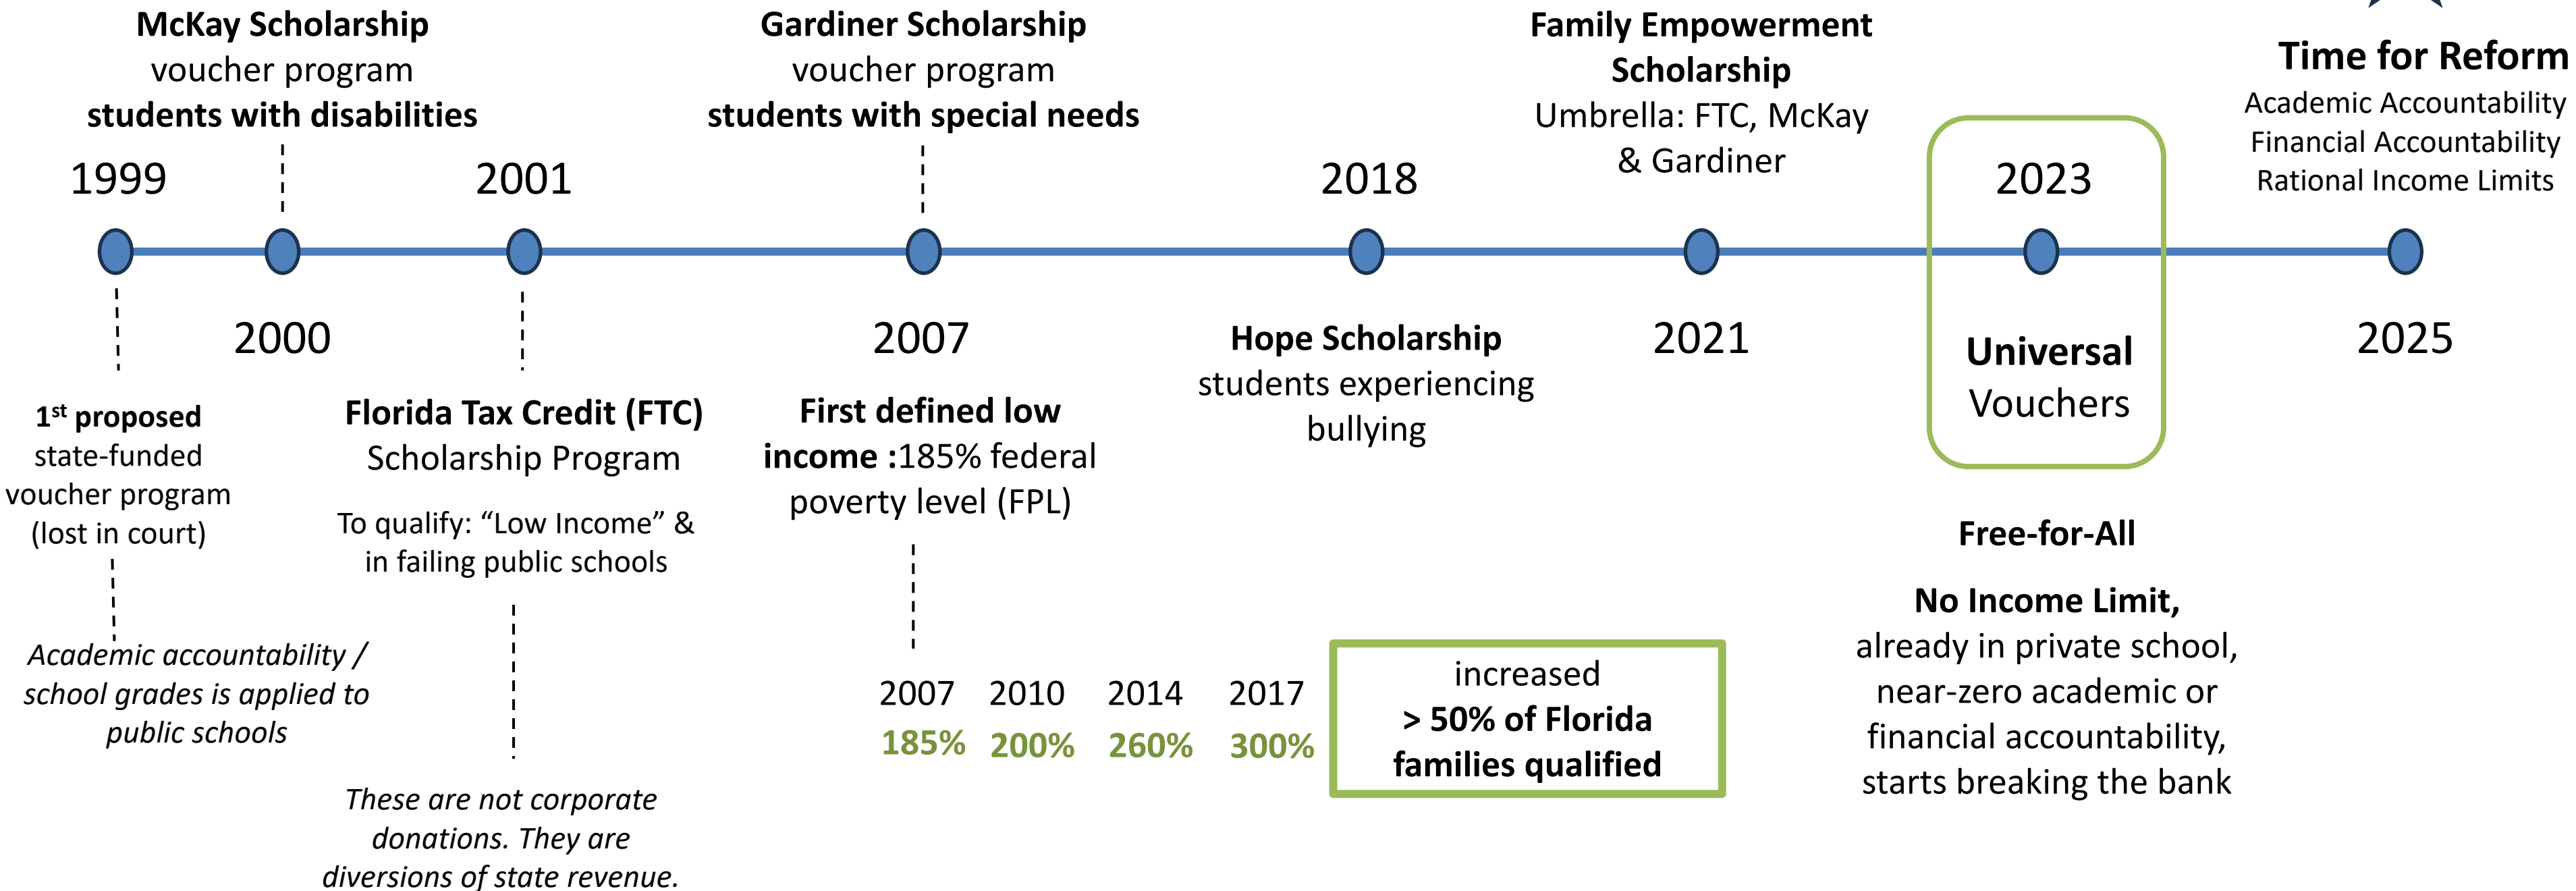 McKay Scholarship
voucher program
students with disabilities
Gardiner Scholarship
voucher program
students with special needs
Family Empowerment
Scholarship
Umbrella: FTC, McKay
& Gardiner
Time for Reform
Academic Accountability
Financial Accountability
Rational Income Limits
1999
2001
2018
2023
2000
2007
2021
2025
1st proposed
state-funded
voucher program
(lost in court)
Academic accountability /
school grades is applied to
public schools
Florida Tax Credit (FTC)
Scholarship Program
To qualify: “Low Income” &
in failing public schools
These are not corporate
donations. They are
diversions of state revenue.
First defined low
income :185% federal
poverty level (FPL)
2007 2010 2014 2017
185% 200% 260% 300%
increased
> 50% of Florida
families qualified
Hope Scholarship
students experiencing
bullying
Universal
Vouchers
Free-for-All
No Income Limit,
already in private school,
near-zero academic or
financial accountability,
starts breaking the bank